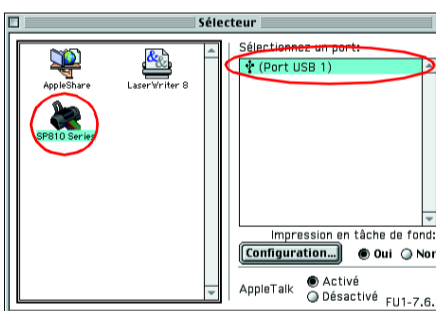 Sélecteur
AppleShare
LaserWriter 8
SP810 Series
Sélectionnez un port:
(Port USB 1)
Impression en tâche de fond:
Configuration...
Oui
Non
AppleTalk
Activé
Désactivé
FU1-7.6.